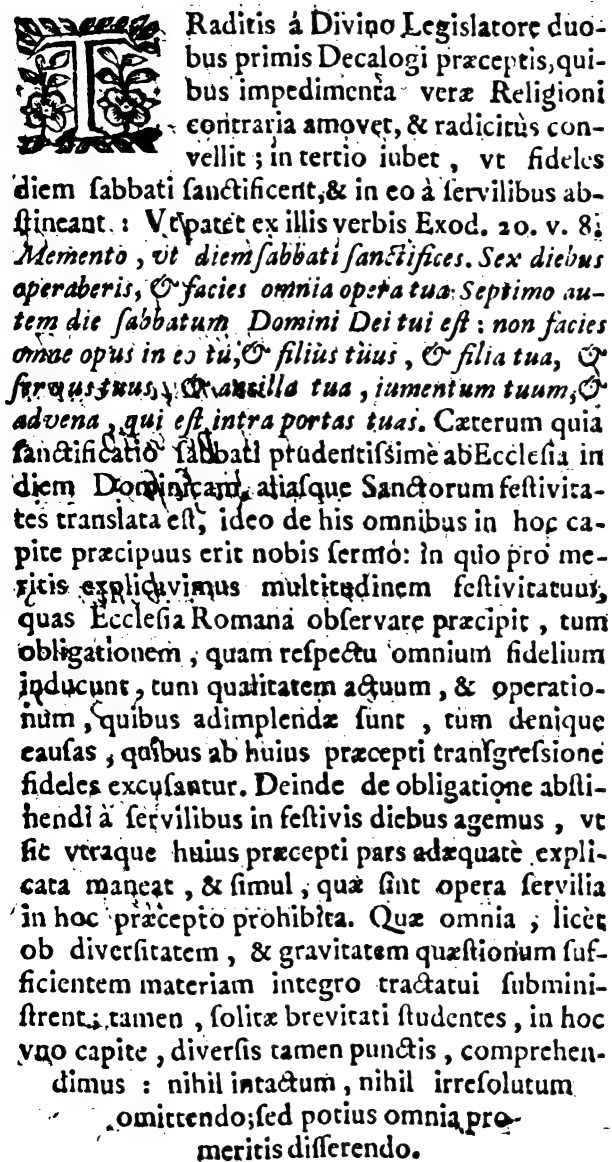 TRaditis á Divino Legislatore duo-
bus primis Decalogi præceptis, qui-
bus impedimenta veræ Religioni
contraria amovet, & radicitùs con-
vellit ; in tertio iubet , vt fideles
diem ſabbati ſanctificent, & in eo à ſervilibus ab-
ſtineant : Vt patet ex illis verbis Exod. 20. v. 8.
Memento , vt diem ſabbati ſanctifices. Sex diebus
operaberis, & facies omnia opera tua: Septimo au-
tem die ſabbatum Domini Dei tui eſt : non facies
omne opus in eo tù, & filius tuus , & filia tua, &
ſervus tuus, & ancilla tua , iumentum tuum, &
advena , qui eſt intra portas tuas. Cæterum quia
ſanctificatio ſabbati prudentiſſimè ab Eccleſia in
diem Dominicam, aliaſque Sanctorum feſtivita-
tes translata eſt, ideo de his omnibus in hoc ca-
pite præcipuus erit nobis ſermo: In quo pro me-
ritis explicavimus multitudinem feſtivitatum,
quas Eccleſia Romana obſervare præcipit , tum
obligationem , quam reſpectu omnium fidelium
inducunt , tum qualitatem actuum , & operatio-
num , quibus adimplendæ ſunt , tum denique
cauſas , quibus ab huius præcepti tranſgreſsione
fideles excuſantur. Deinde de obligatione abſti-
nendi à ſervilibus in feſtivis diebus agemus , vt
ſic vtraque huius præcepti pars adæquatè expli-
cata maneat , & ſimul , quæ ſint opera ſervilia
in hoc præcepto prohibita. Quæ omnia , licèt
ob diverſitatem , & gravitatem quæſtionum ſuf-
ficientem materiam integro tractatui ſubmini-
ſtrent ; tamen , ſolitæ brevitati ſtudentes , in hoc
vno capite , diverſis tamen punctis , comprehen-
dimus : nihil intactum , nihil irreſolutum
omittendo; ſed potius omnia pro
meritis diſſerendo.